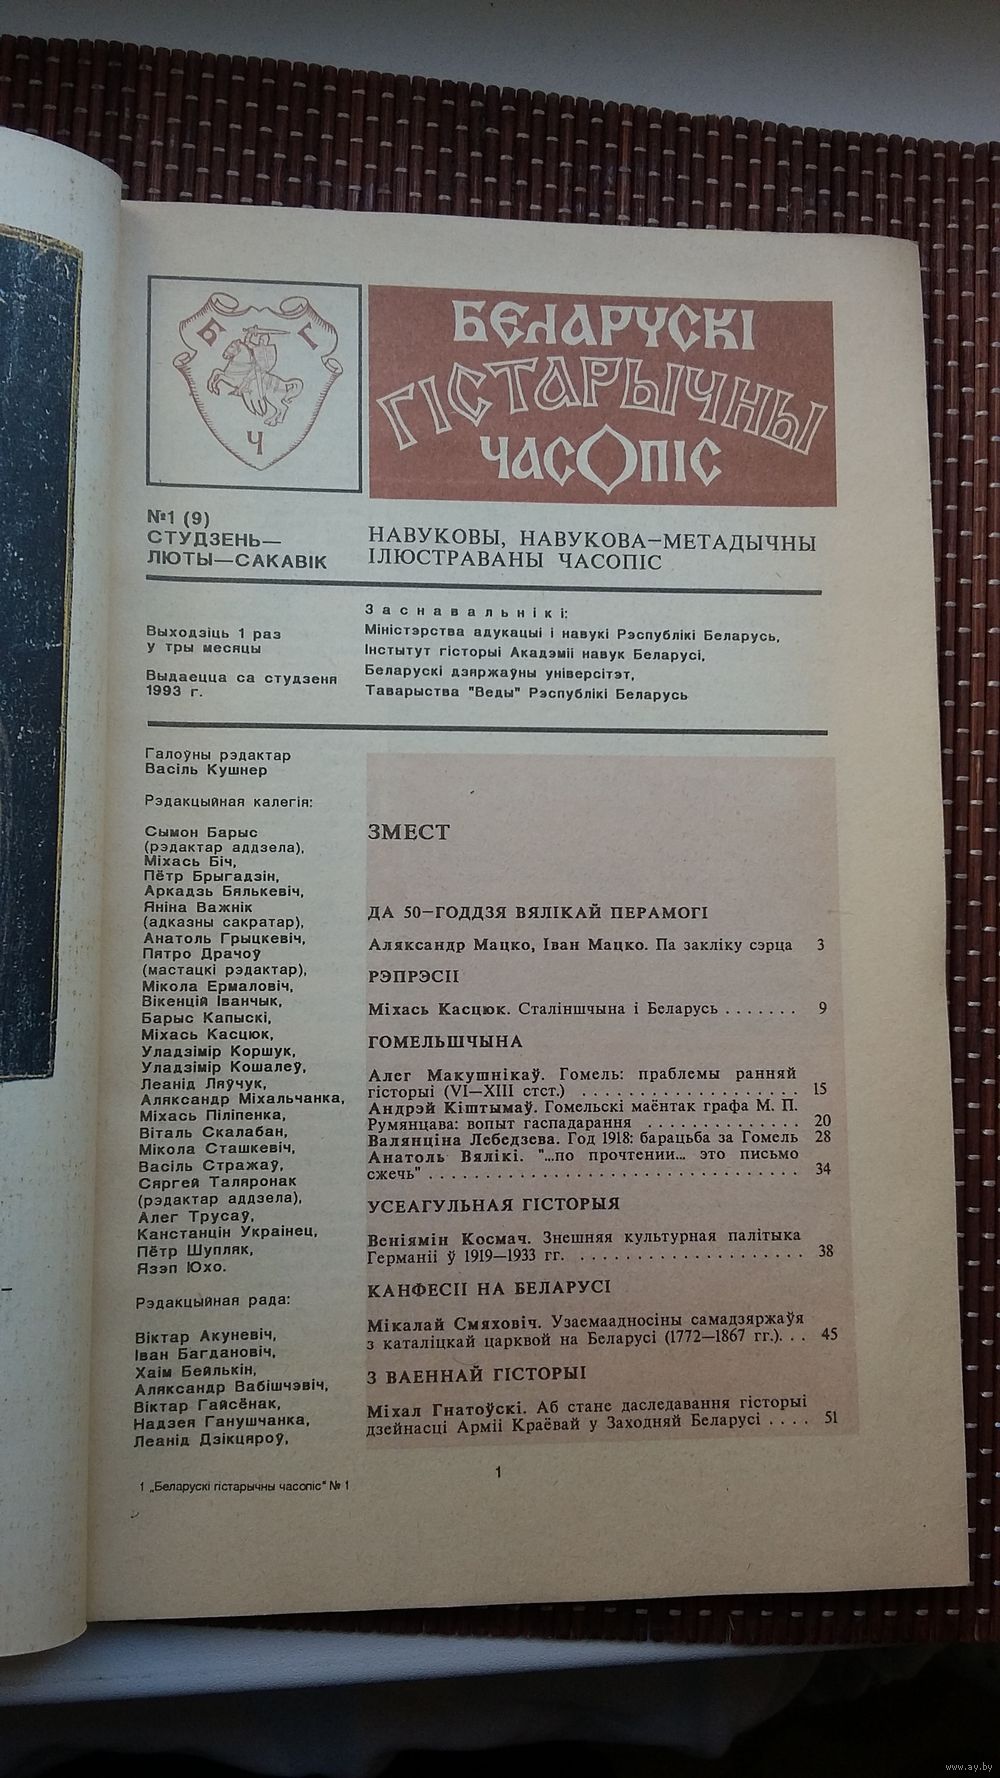 Б Г
Ч
БЕЛАРУСКІ
ГІСТАРЫЧНЫ
ЧАСОПІС
№1 (9)
СТУДЗЕНЬ—
ЛЮТЫ—САКАВІК
НАВУКОВЫ, НАВУКОВА—МЕТАДЫЧНЫ
ІЛЮСТРАВАНЫ ЧАСОПІС
Выходзіць 1 раз
у тры месяцы
Выдаецца са студзеня
1993 г.
Заснавальнікі:
Міністэрства адукацыі і навукі Рэспублікі Беларусь,
Інстытут гісторыі Акадэміі навук Беларусі,
Беларускі дзяржаўны універсітэт,
Таварыства "Веды" Рэспублікі Беларусь
Галоўны рэдактар
Васіль Кушнер
Рэдакцыйная калегія:
Сымон Барыс
(рэдактар аддзела),
Міхась Біч,
Пётр Брыгадзін,
Аркадзь Бялькевіч,
Яніна Важнік
(адказны сакратар),
Анатоль Грыцкевіч,
Пятро Драчоў
(мастацкі рэдактар),
Мікола Ермаловіч,
Вікенцій Іванчык,
Барыс Капыскі,
Міхась Касцюк,
Уладзімір Коршук,
Уладзімір Кошалеў,
Леанід Ляўчук,
Аляксандр Міхальчанка,
Міхась Піліпенка,
Віталь Скалабан,
Мікола Сташкевіч,
Васіль Стражаў,
Сяргей Таляронак
(рэдактар аддзела),
Алег Трусаў,
Канстанцін Украінец,
Пётр Шупляк,
Язэп Юхо.
Рэдакцыйная рада:
Віктар Акуневіч,
Іван Багдановіч,
Хаім Бейлькін,
Аляксандр Вабішчэвіч,
Віктар Гайсёнак,
Надзея Ганушчанка,
Леанід Дзікцяроў,
ЗМЕСТ
ДА 50—ГОДДЗЯ ВЯЛІКАЙ ПЕРАМОГІ
Аляксандр Мацко, Іван Мацко. Па закліку сэрца 3
РЭПРЭСІІ
Міхась Касцюк. Сталіншчына і Беларусь . . . . . . . 9
ГОМЕЛЬШЧЫНА
Алег Макушнікаў. Гомель: праблемы ранняй
гісторыі (VI—XIII стст.) . . . . . . . . . . . . . . . . . . . 15
Андрэй Кіштымаў. Гомельскі маёнтак графа М. П.
Румянцава: вопыт гаспадарання . . . . . . . . . . . . . . 20
Валянціна Лебедзева. Год 1918: барацьба за Гомель 28
Анатоль Вялікі. "...по прочтении... это письмо
сжечь" . . . . . . . . . . . . . . . . . . . . . . . . . . . . . . . . . 34
УСЕАГУЛЬНАЯ ГІСТОРЫЯ
Веніямін Космач. Знешняя культурная палітыка
Германіі ў 1919—1933 гг. . . . . . . . . . . . . . . . . . . . . 38
КАНФЕСІІ НА БЕЛАРУСІ
Мікалай Смяховіч. Узаемаадносіны самадзяржаўя
з каталіцкай царквой на Беларусі (1772—1867 гг.). . . 45
З ВАЕННАЙ ГІСТОРЫІ
Міхал Гнатоўскі. Аб стане даследавання гісторыі
дзейнасці Арміі Краёвай у Заходняй Беларусі . . . . 51
1
1 „Беларускі гістарычны часопіс" № 1
www.ay.by